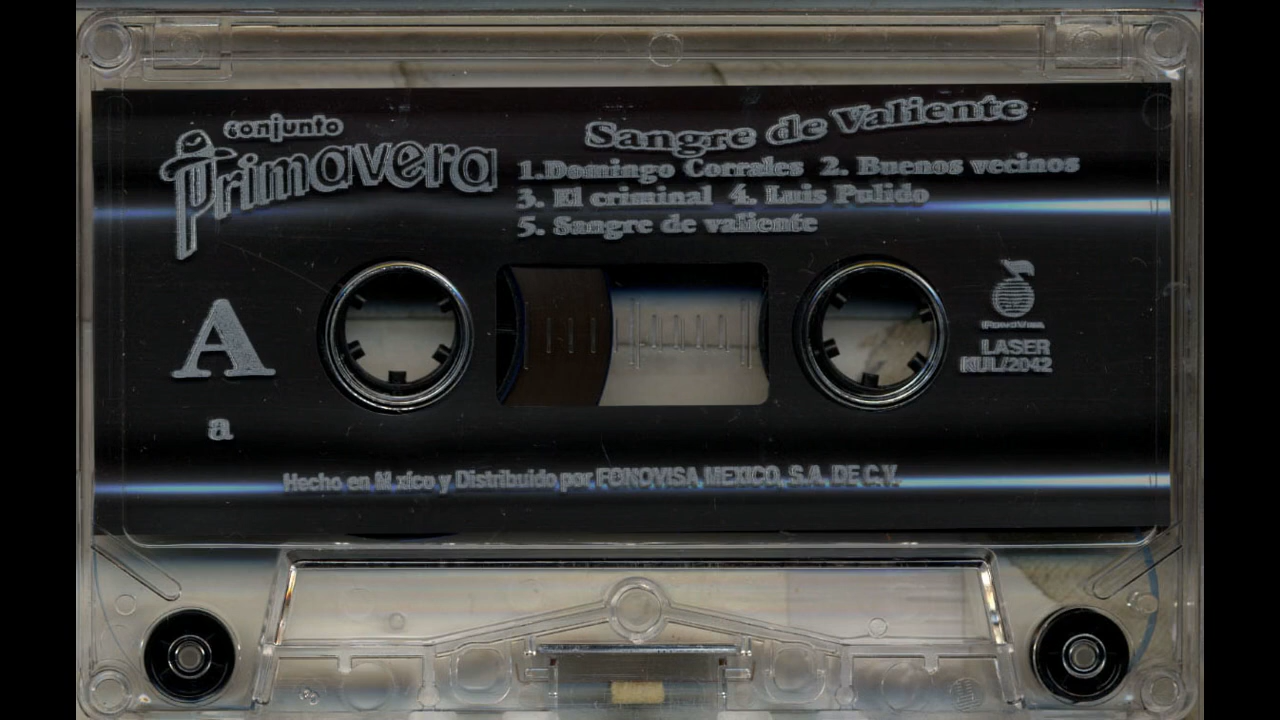 conjunto
Primavera
Sangre de Valiente
1.Domingo Corrales 2. Buenos vecinos
3. El criminal 4. Luis Pulido
5. Sangre de valiente
A
a
FonoVisa
LASER
KUL/2042
Hecho en México y Distribuido por FONOVISA MEXICO, S.A. DE C.V.